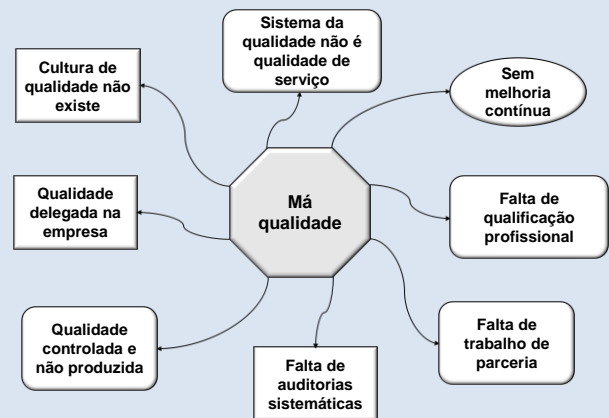 Sistema da
qualidade não é
qualidade de
serviço
Cultura de
qualidade não
existe
Sem
melhoria
contínua
Qualidade
delegada na
empresa
Má
qualidade
Falta de
qualificação
profissional
Qualidade
controlada e
não produzida
Falta de
auditorias
sistemáticas
Falta de
trabalho de
parceria